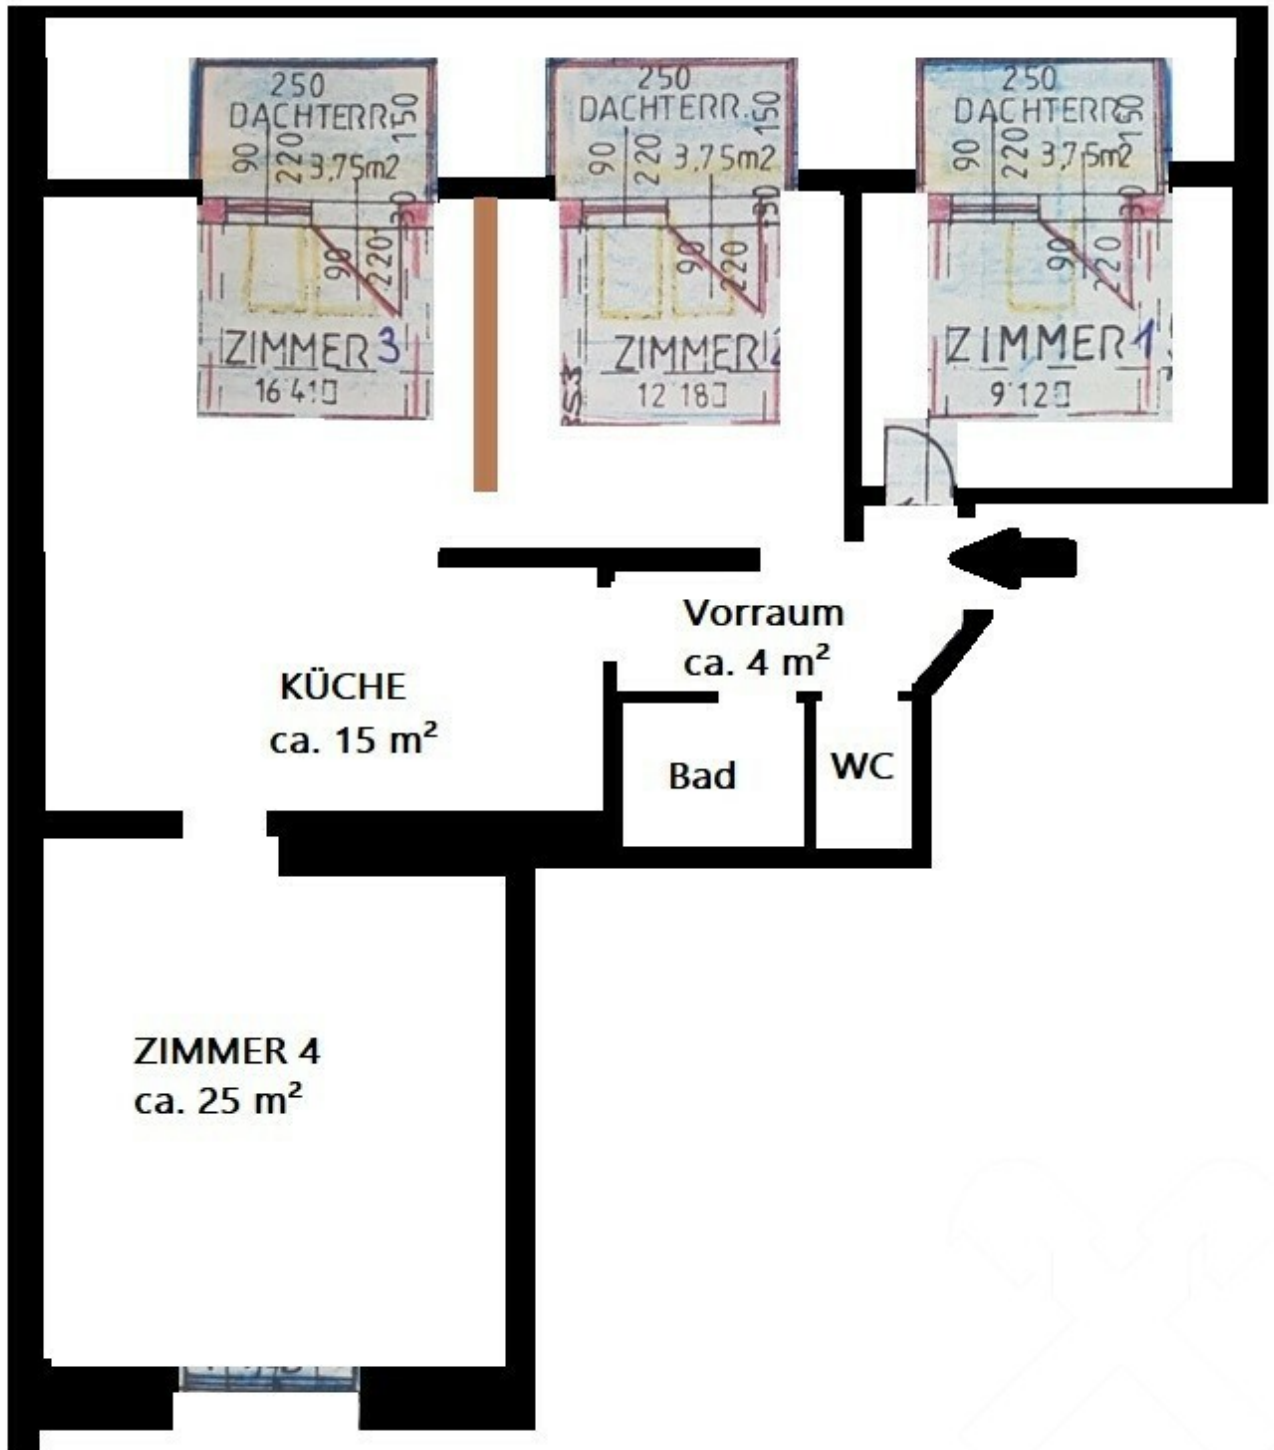 250
DACHTERR.
90
220
150
3,75m2
250
DACHTERR.
90
220
150
3,75m2
250
DACHTERR
90
220
150
3,75m2
30
90
220
ZIMMER 3
16 41□
30
90
220
ZIMMER 2
12 18□
30
90
220
ZIMMER 1
9 12□
Vorraum
ca. 4 m²
KÜCHE
ca. 15 m²
Bad
WC
ZIMMER 4
ca. 25 m²